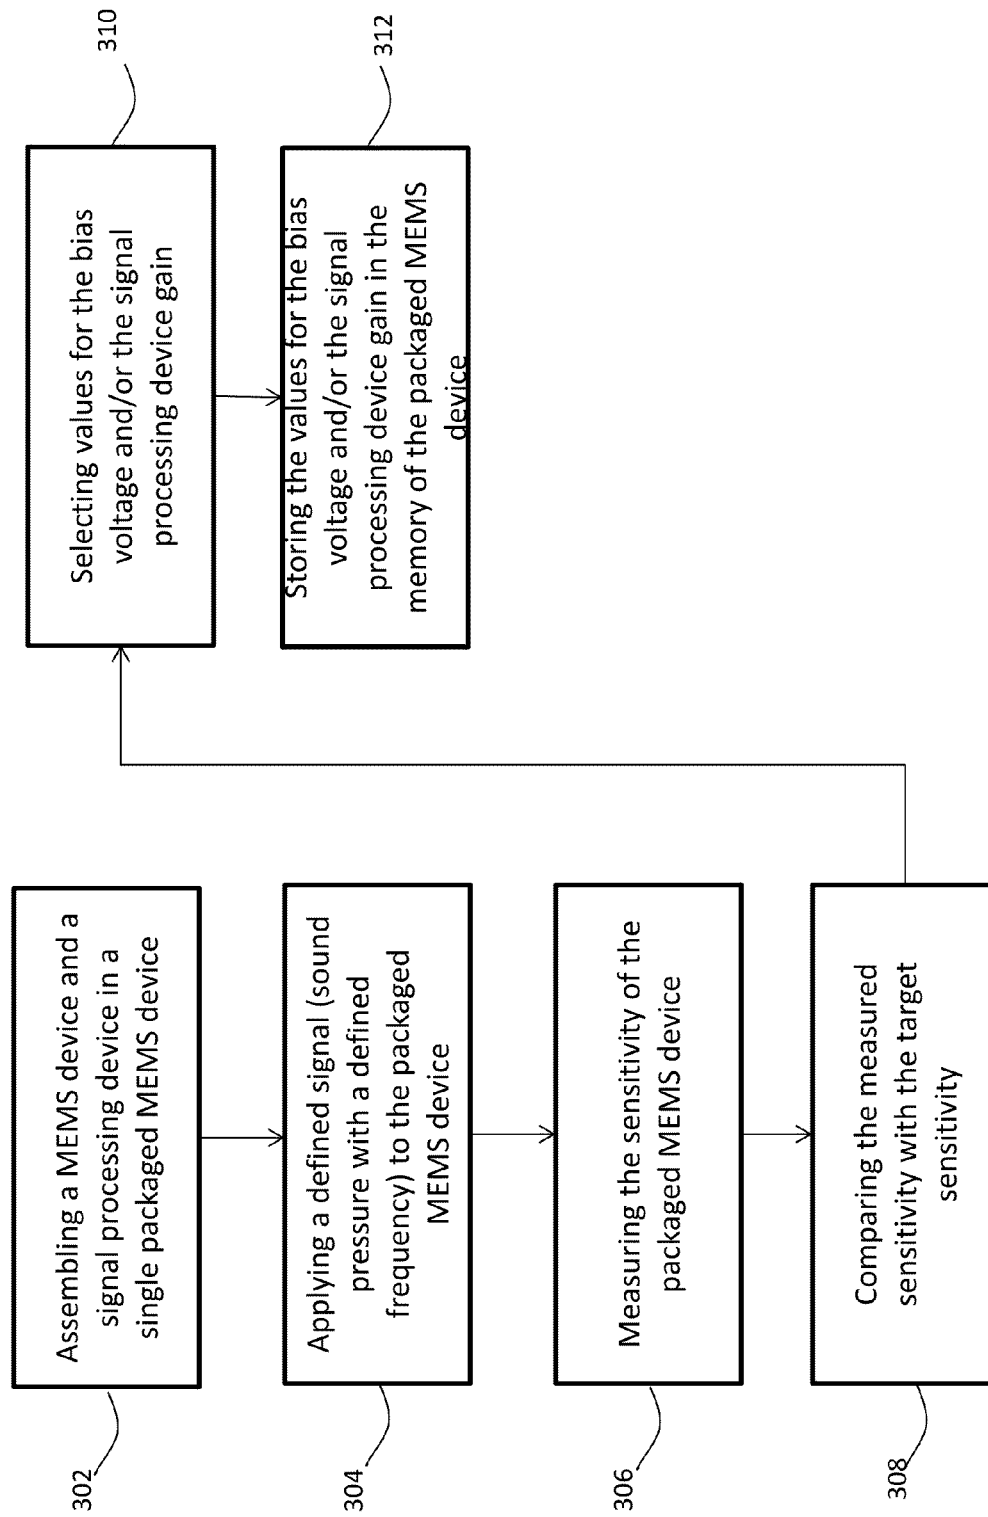 302
Assembling a MEMS device and a
signal processing device in a
single packaged MEMS device
304
Applying a defined signal (sound
pressure with a defined
frequency) to the packaged
MEMS device
306
Measuring the sensitivity of the
packaged MEMS device
308
Comparing the measured
sensitivity with the target
sensitivity
310
Selecting values for the bias
voltage and/or the signal
processing device gain
312
Storing the values for the bias
voltage and/or the signal
processing device gain in the
memory of the packaged MEMS
device